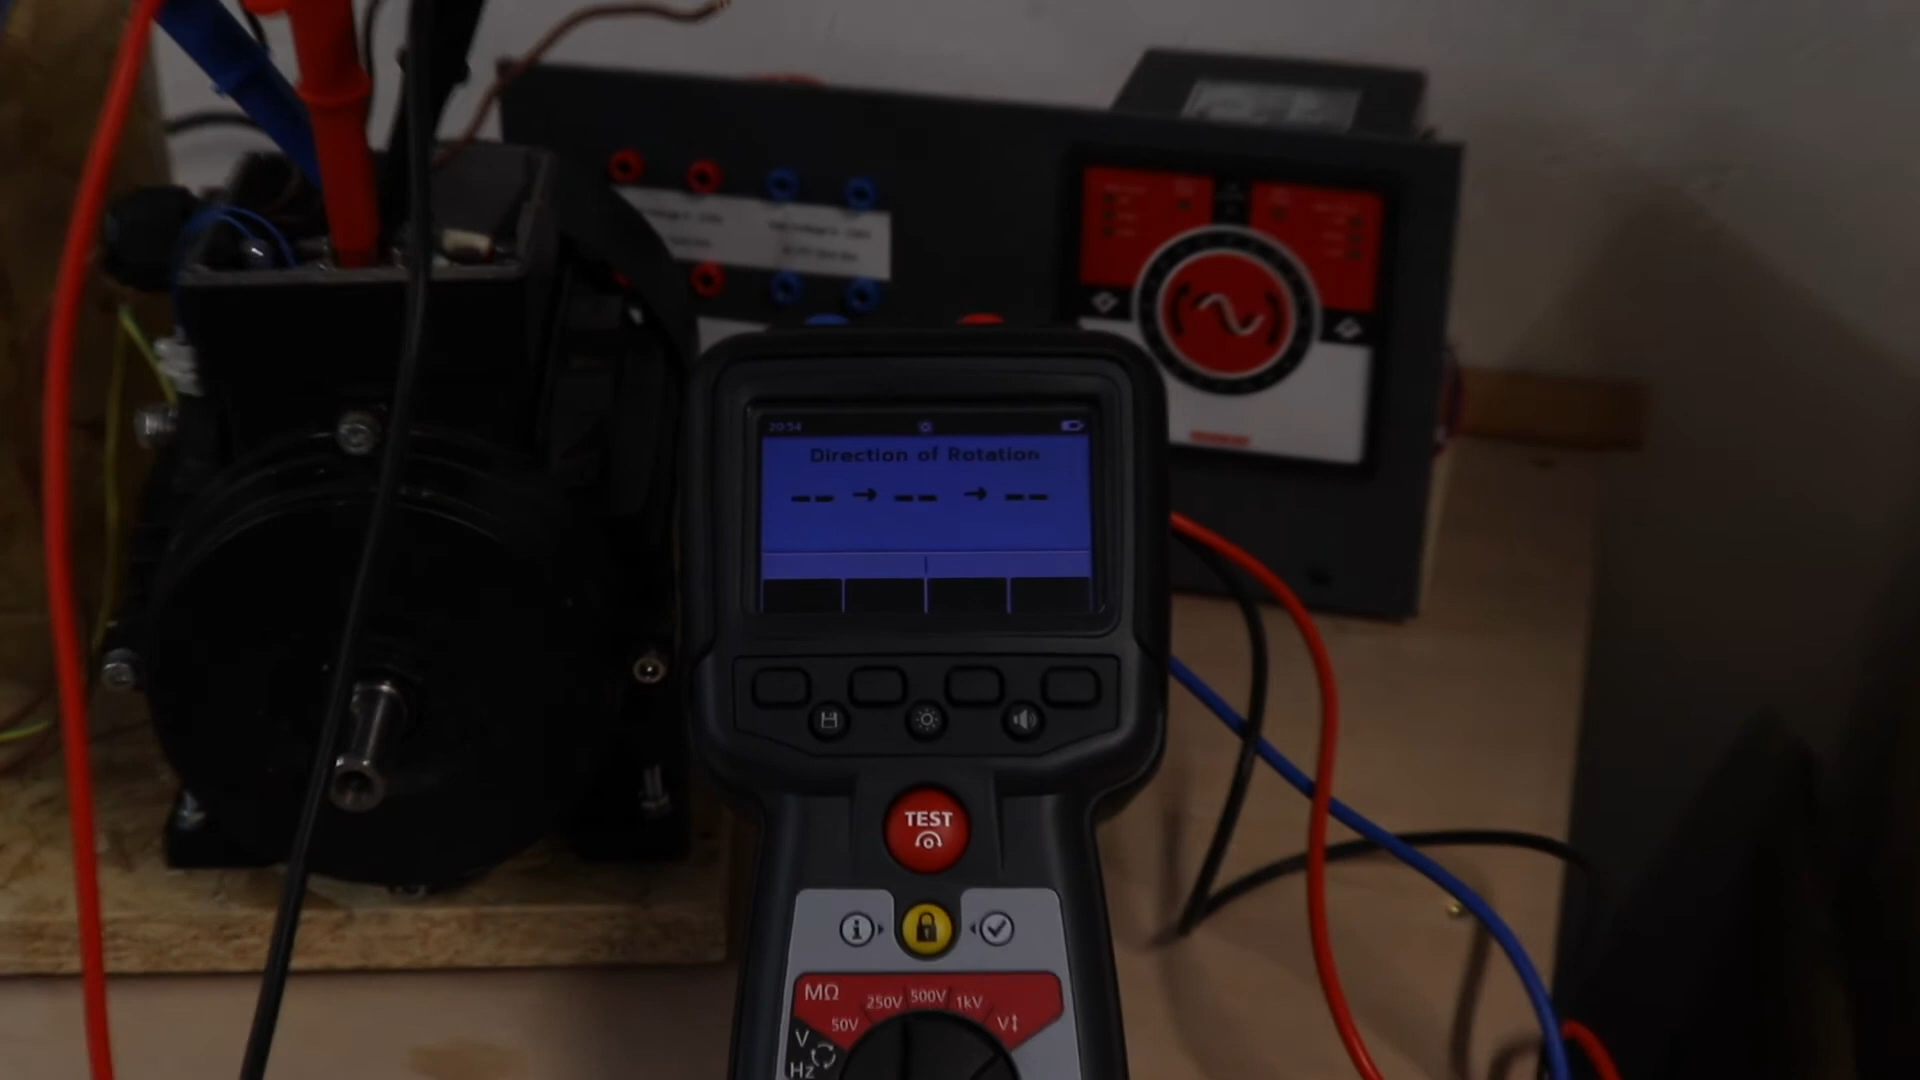 20:54
Direction of Rotation
-- → -- → --
TEST
MΩ
50V 250V 500V 1kV V
V
Hz